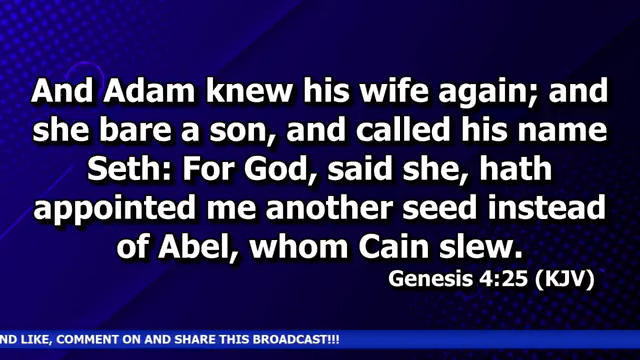 And Adam knew his wife again; and
she bare a son, and called his name
Seth: For God, said she, hath
appointed me another seed instead
of Abel, whom Cain slew.
Genesis 4:25 (KJV)
ND LIKE, COMMENT ON AND SHARE THIS BROADCAST!!!